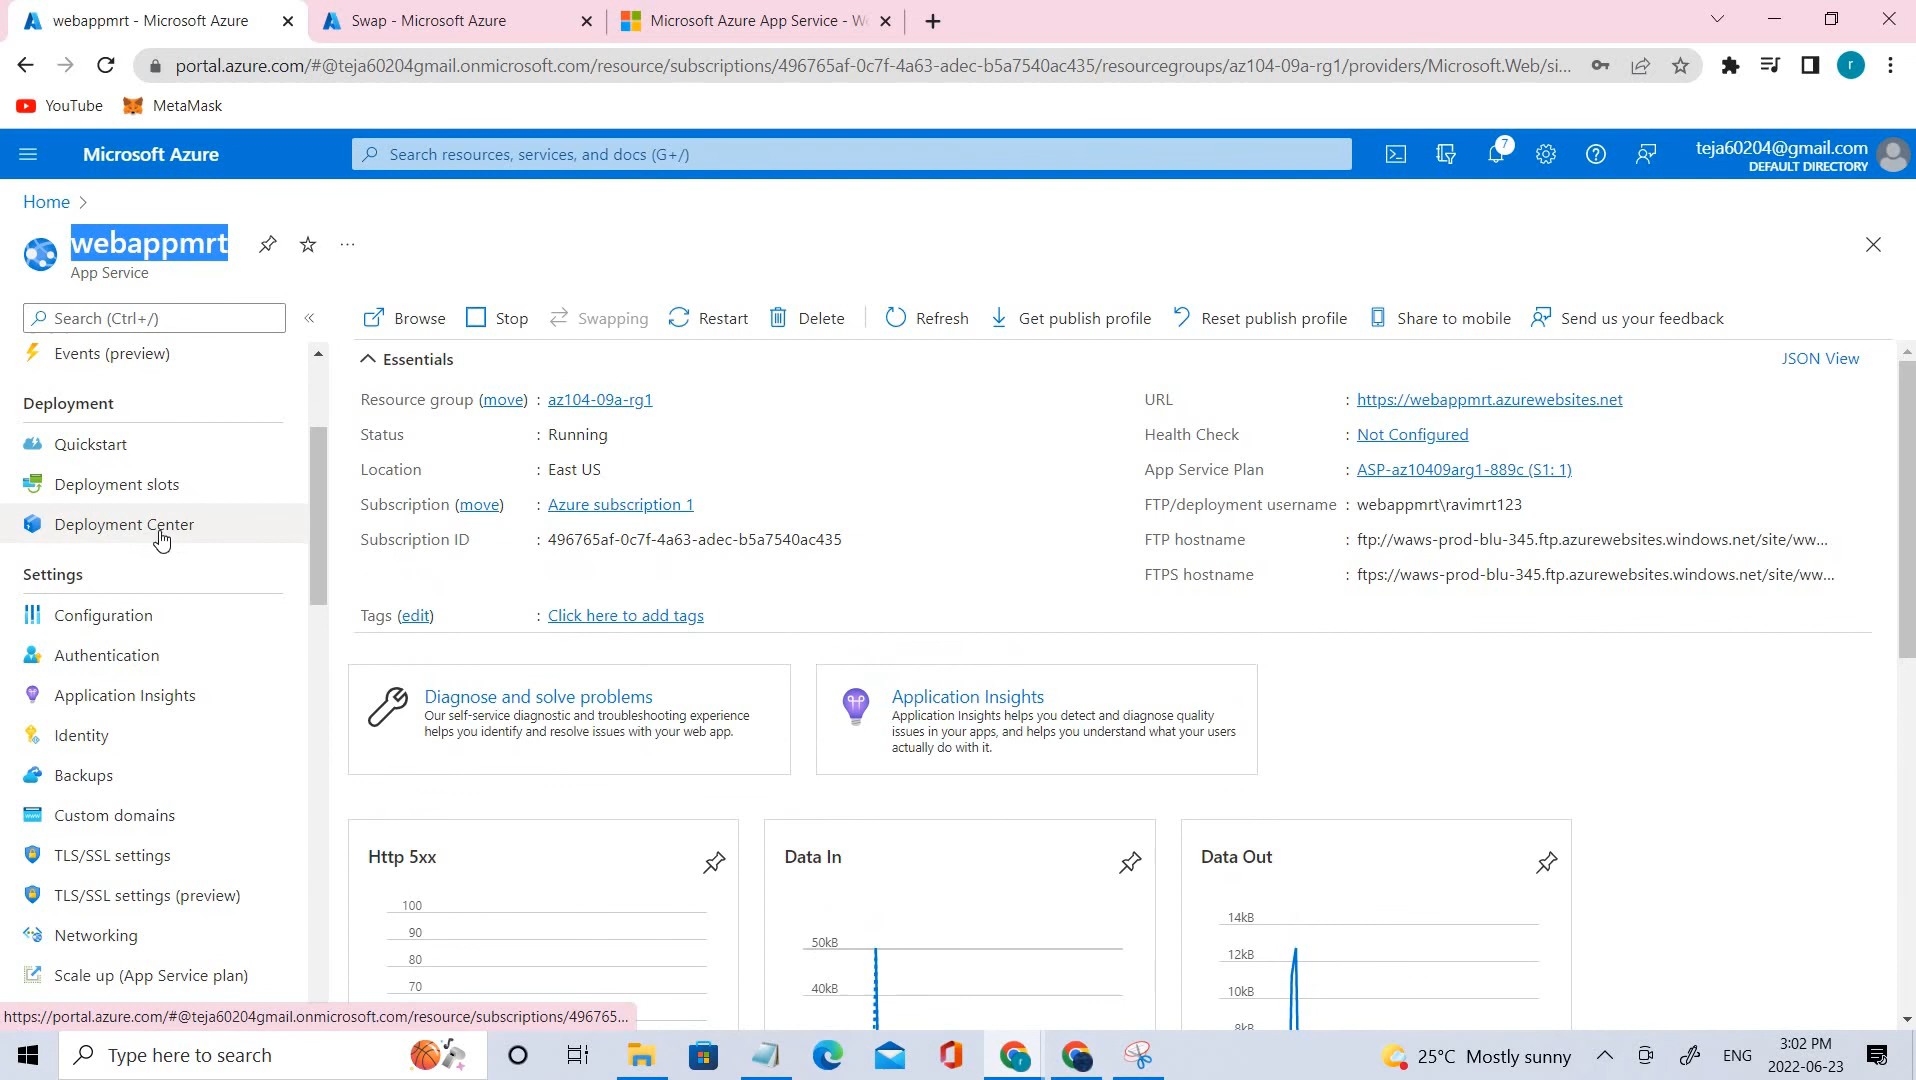 webappmrt - Microsoft Azure
Swap - Microsoft Azure
Microsoft Azure App Service - W
portal.azure.com/#@teja60204gmail.onmicrosoft.com/resource/subscriptions/496765af-0c7f-4a63-adec-b5a7540ac435/resourcegroups/az104-09a-rg1/providers/Microsoft.Web/si...
r
YouTube
MetaMask
Microsoft Azure
Search resources, services, and docs (G+/)
7
teja60204@gmail.com
DEFAULT DIRECTORY
Home
webappmrt
App Service
Search (Ctrl+/)
Browse
Stop
Swapping
Restart
Delete
Refresh
Get publish profile
Reset publish profile
Share to mobile
Send us your feedback
Events (preview)
Deployment
Quickstart
Deployment slots
Deployment Center
Settings
Configuration
Authentication
Application Insights
Identity
Backups
Custom domains
TLS/SSL settings
TLS/SSL settings (preview)
Networking
Scale up (App Service plan)
Essentials
JSON View
Resource group (move) : az104-09a-rg1
Status : Running
Location : East US
Subscription (move) : Azure subscription 1
Subscription ID : 496765af-0c7f-4a63-adec-b5a7540ac435
Tags (edit) : Click here to add tags
URL : https://webappmrt.azurewebsites.net
Health Check : Not Configured
App Service Plan : ASP-az10409arg1-889c (S1: 1)
FTP/deployment username : webappmrt\ravimrt123
FTP hostname : ftp://waws-prod-blu-345.ftp.azurewebsites.windows.net/site/ww...
FTPS hostname : ftps://waws-prod-blu-345.ftp.azurewebsites.windows.net/site/ww...
Diagnose and solve problems
Our self-service diagnostic and troubleshooting experience
helps you identify and resolve issues with your web app.
Application Insights
Application Insights helps you detect and diagnose quality
issues in your apps, and helps you understand what your users
actually do with it.
Http 5xx
100
90
80
70
Data In
50kB
40kB
Data Out
14kB
12kB
10kB
8kB
https://portal.azure.com/#@teja60204gmail.onmicrosoft.com/resource/subscriptions/496765...
Type here to search
25°C Mostly sunny
ENG
3:02 PM
2022-06-23